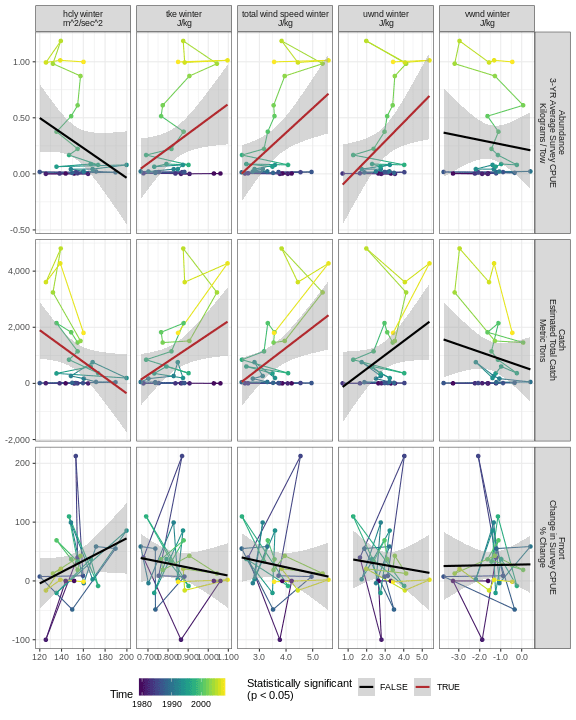 hcly winter
m^2/sec^2
tke winter
J/kg
total wind speed winter
J/kg
uwnd winter
J/kg
vwnd winter
J/kg
1.00
0.50
0.00
-0.50
Abundance
3-YR Average Survey CPUE
Kilograms / Tow
4,000
2,000
0
-2,000
Catch
Estimated Total Catch
Metric Tons
200
100
0
-100
Fmort
Change in Survey CPUE
% Change
120 140 160 180 200
0.700 0.800 0.900 1.000 1.100
3.0 4.0 5.0
1.0 2.0 3.0 4.0 5.0
-3.0 -2.0 -1.0 0.0
Time
1980 1990 2000
Statistically significant
(p < 0.05)
FALSE
TRUE